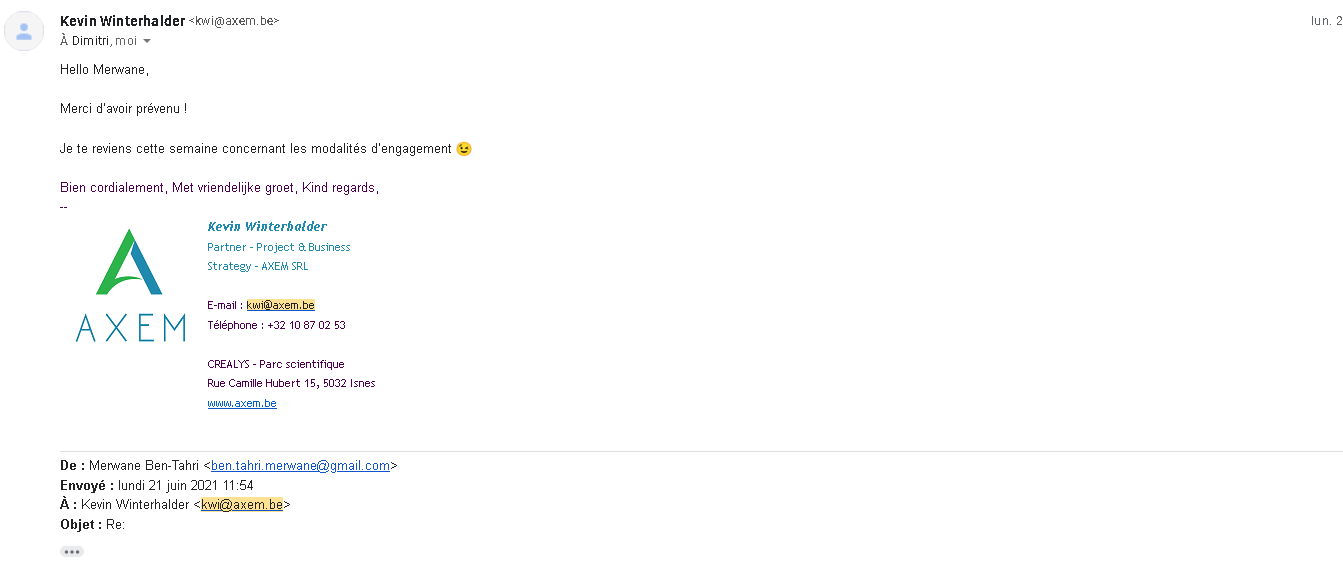 Kevin Winterhalder <kwi@axem.be>
lun. 2
À Dimitri, moi
Hello Merwane,
Merci d'avoir prévenu !
Je te reviens cette semaine concernant les modalités d'engagement 😉
Bien cordialement, Met vriendelijke groet, Kind regards,
--
AXEM
Kevin Winterhalder
Partner - Project & Business
Strategy - AXEM SRL
E-mail : kwi@axem.be
Téléphone : +32 10 87 02 53
CREALYS - Parc scientifique
Rue Camille Hubert 15, 5032 Isnes
www.axem.be
De : Merwane Ben-Tahri <ben.tahri.merwane@gmail.com>
Envoyé : lundi 21 juin 2021 11:54
À : Kevin Winterhalder <kwi@axem.be>
Objet : Re: